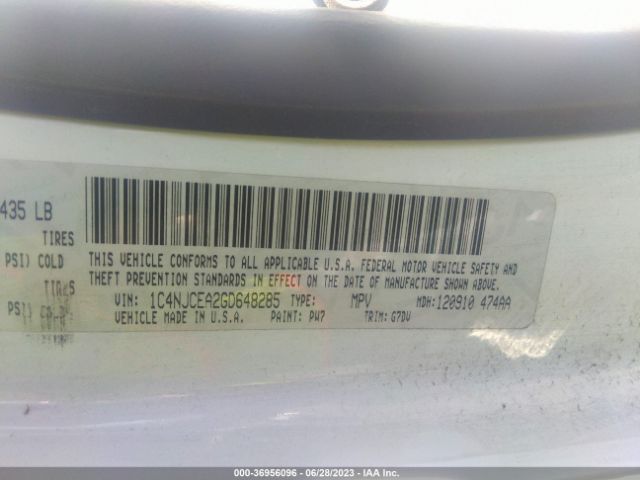 435 LB
TIRES
PSI) COLD
THIS VEHICLE CONFORMS TO ALL APPLICABLE U.S.A. FEDERAL MOTOR VEHICLE SAFETY AND
THEFT PREVENTION STANDARDS IN EFFECT ON THE DATE OF MANUFACTURE SHOWN ABOVE.
VIN: 1C4NJCEA2GD648285 TYPE: MPV MDH: 120910 474AA
VEHICLE MADE IN U.S.A. PAINT: PW7 TRIM: G7DV
000-36956096 - 06/28/2023 - IAA Inc.